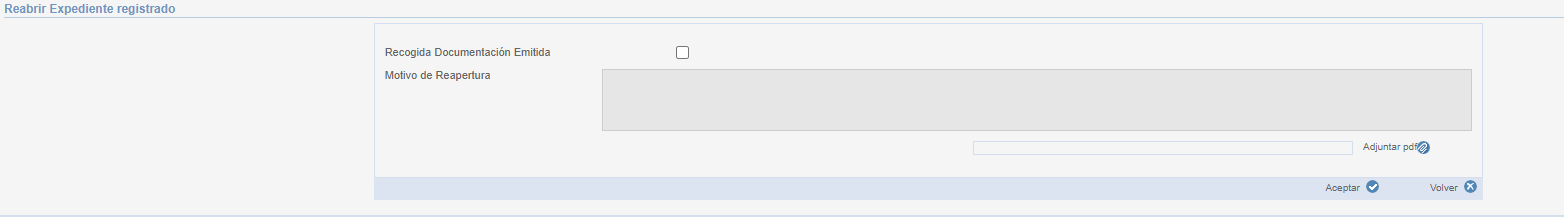 Reabrir Expediente registrado
Recogida Documentación Emitida
Motivo de Reapertura
Adjuntar pdf
Aceptar Volver